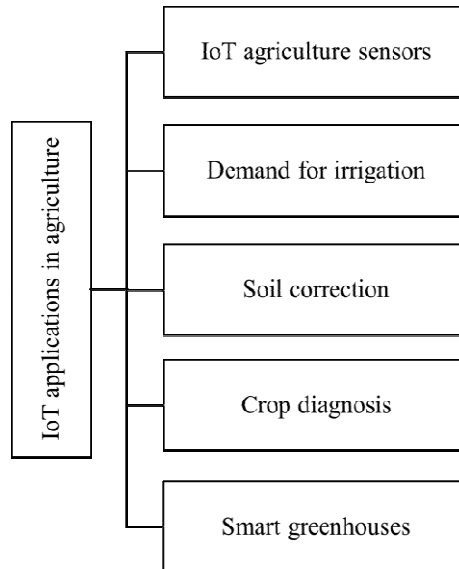 IoT applications in agriculture
IoT agriculture sensors
Demand for irrigation
Soil correction
Crop diagnosis
Smart greenhouses